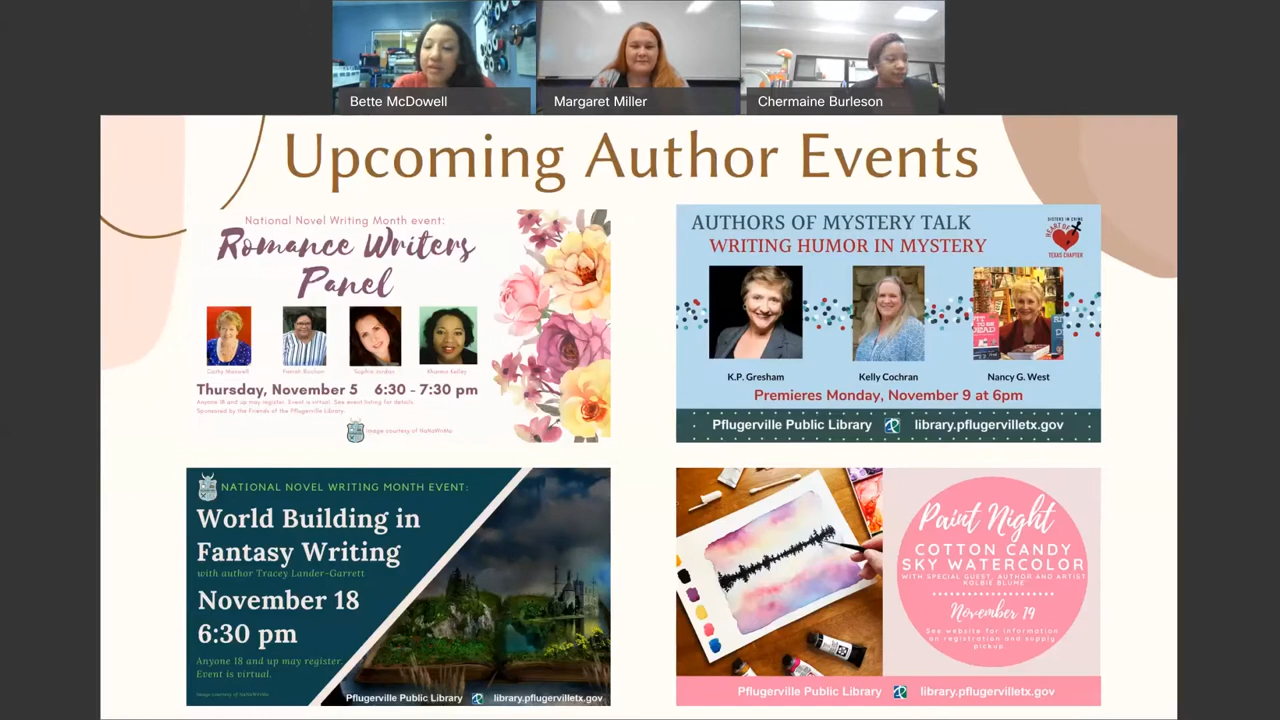 Bette McDowell
Margaret Miller
Chermaine Burleson
Upcoming Author Events
National Novel Writing Month event:
Romance Writers
Panel
Cathy Maxwell
Farrah Rochon
Sophie Jordan
Rhonda Kelley
Thursday, November 5 6:30 - 7:30 pm
Anyone 18 and up may register. Event is virtual. See event listing for details.
Sponsored by the Friends of the Pflugerville Library.
Image courtesy of NaNoWriMo
AUTHORS OF MYSTERY TALK
WRITING HUMOR IN MYSTERY
SISTERS IN CRIME
HEART OF
TEXAS CHAPTER
K.P. Gresham
Kelly Cochran
Nancy G. West
Premieres Monday, November 9 at 6pm
Pflugerville Public Library library.pflugervilletx.gov
NATIONAL NOVEL WRITING MONTH EVENT:
World Building in
Fantasy Writing
with author Tracey Lander-Garrett
November 18
6:30 pm
Anyone 18 and up may register.
Event is virtual.
Image courtesy of NaNoWriMo
Pflugerville Public Library library.pflugervilletx.gov
Paint Night
COTTON CANDY
SKY WATERCOLOR
WITH SPECIAL GUEST, AUTHOR AND ARTIST
KOLBIE BLUME
November 19
See website for information
on registration and supply
pickup.
Pflugerville Public Library library.pflugervilletx.gov